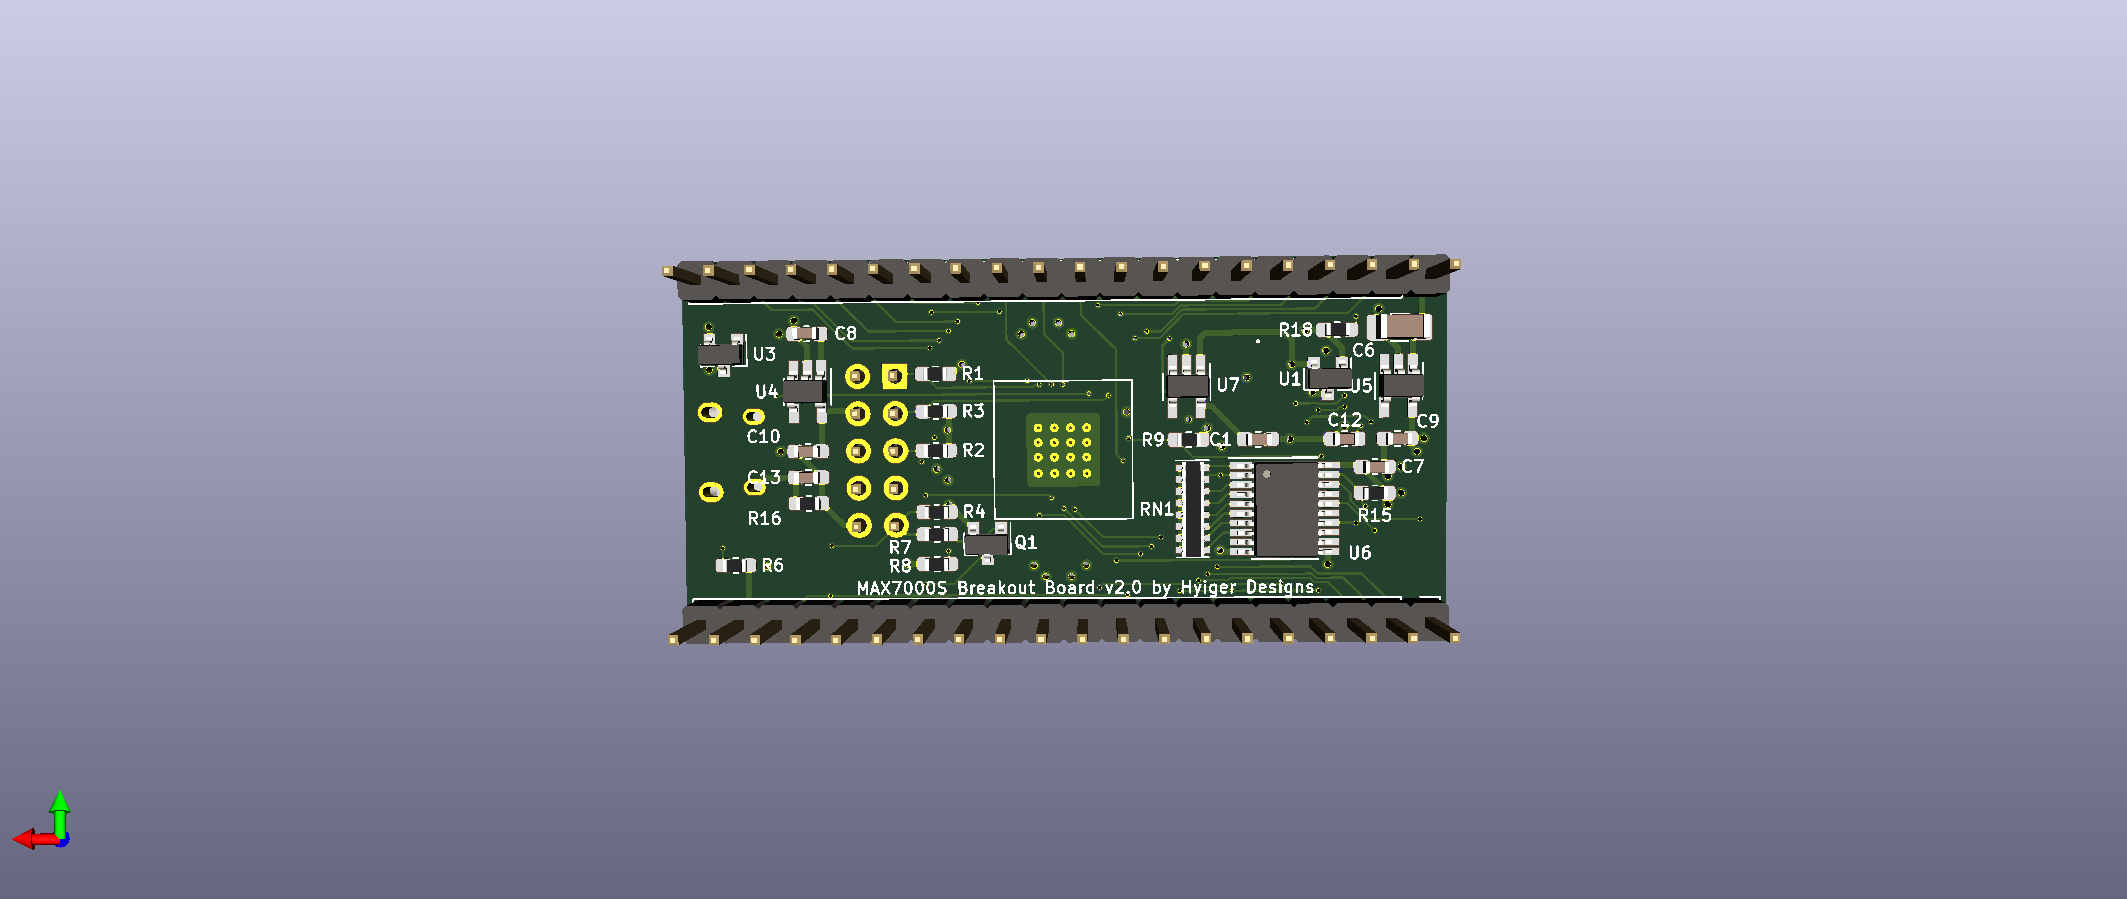 R18
C8
U3
C6
R1
U4
U7
U1
U5
R3
C12
C9
C10
R9
C1
R2
C7
C13
R16
R4
RN1
R15
Q1
R7
U6
R8
R6
MAX7000S Breakout Board v2.0 by Hyiger Designs